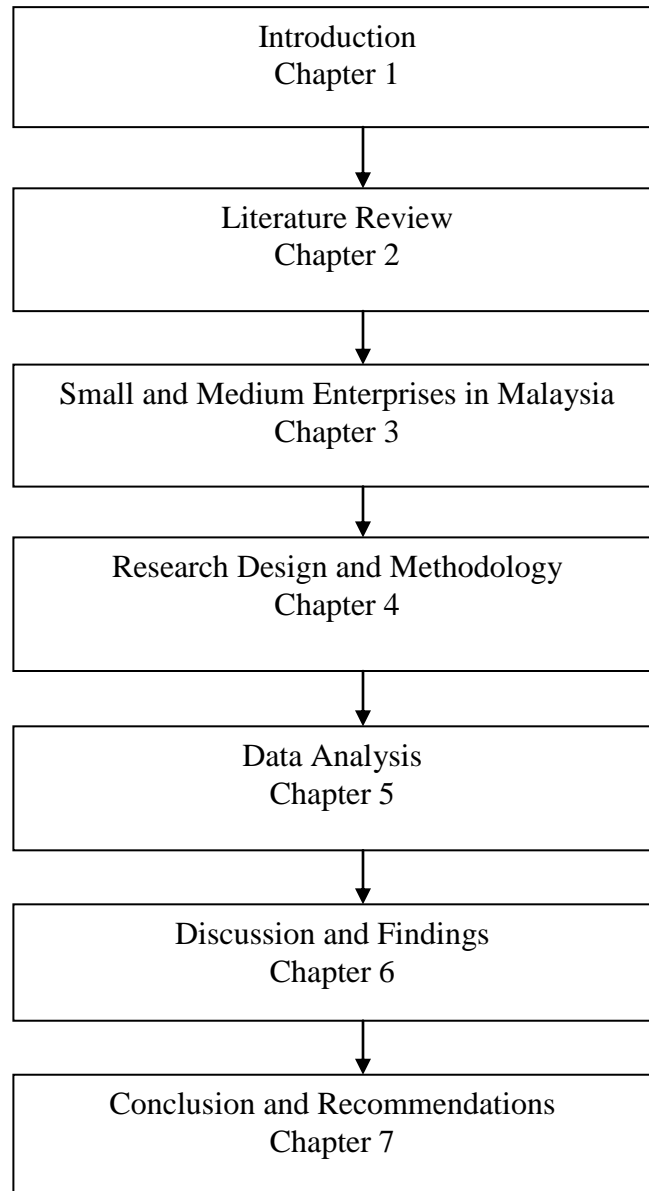 Introduction
Chapter 1
Literature Review
Chapter 2
Small and Medium Enterprises in Malaysia
Chapter 3
Research Design and Methodology
Chapter 4
Data Analysis
Chapter 5
Discussion and Findings
Chapter 6
Conclusion and Recommendations
Chapter 7